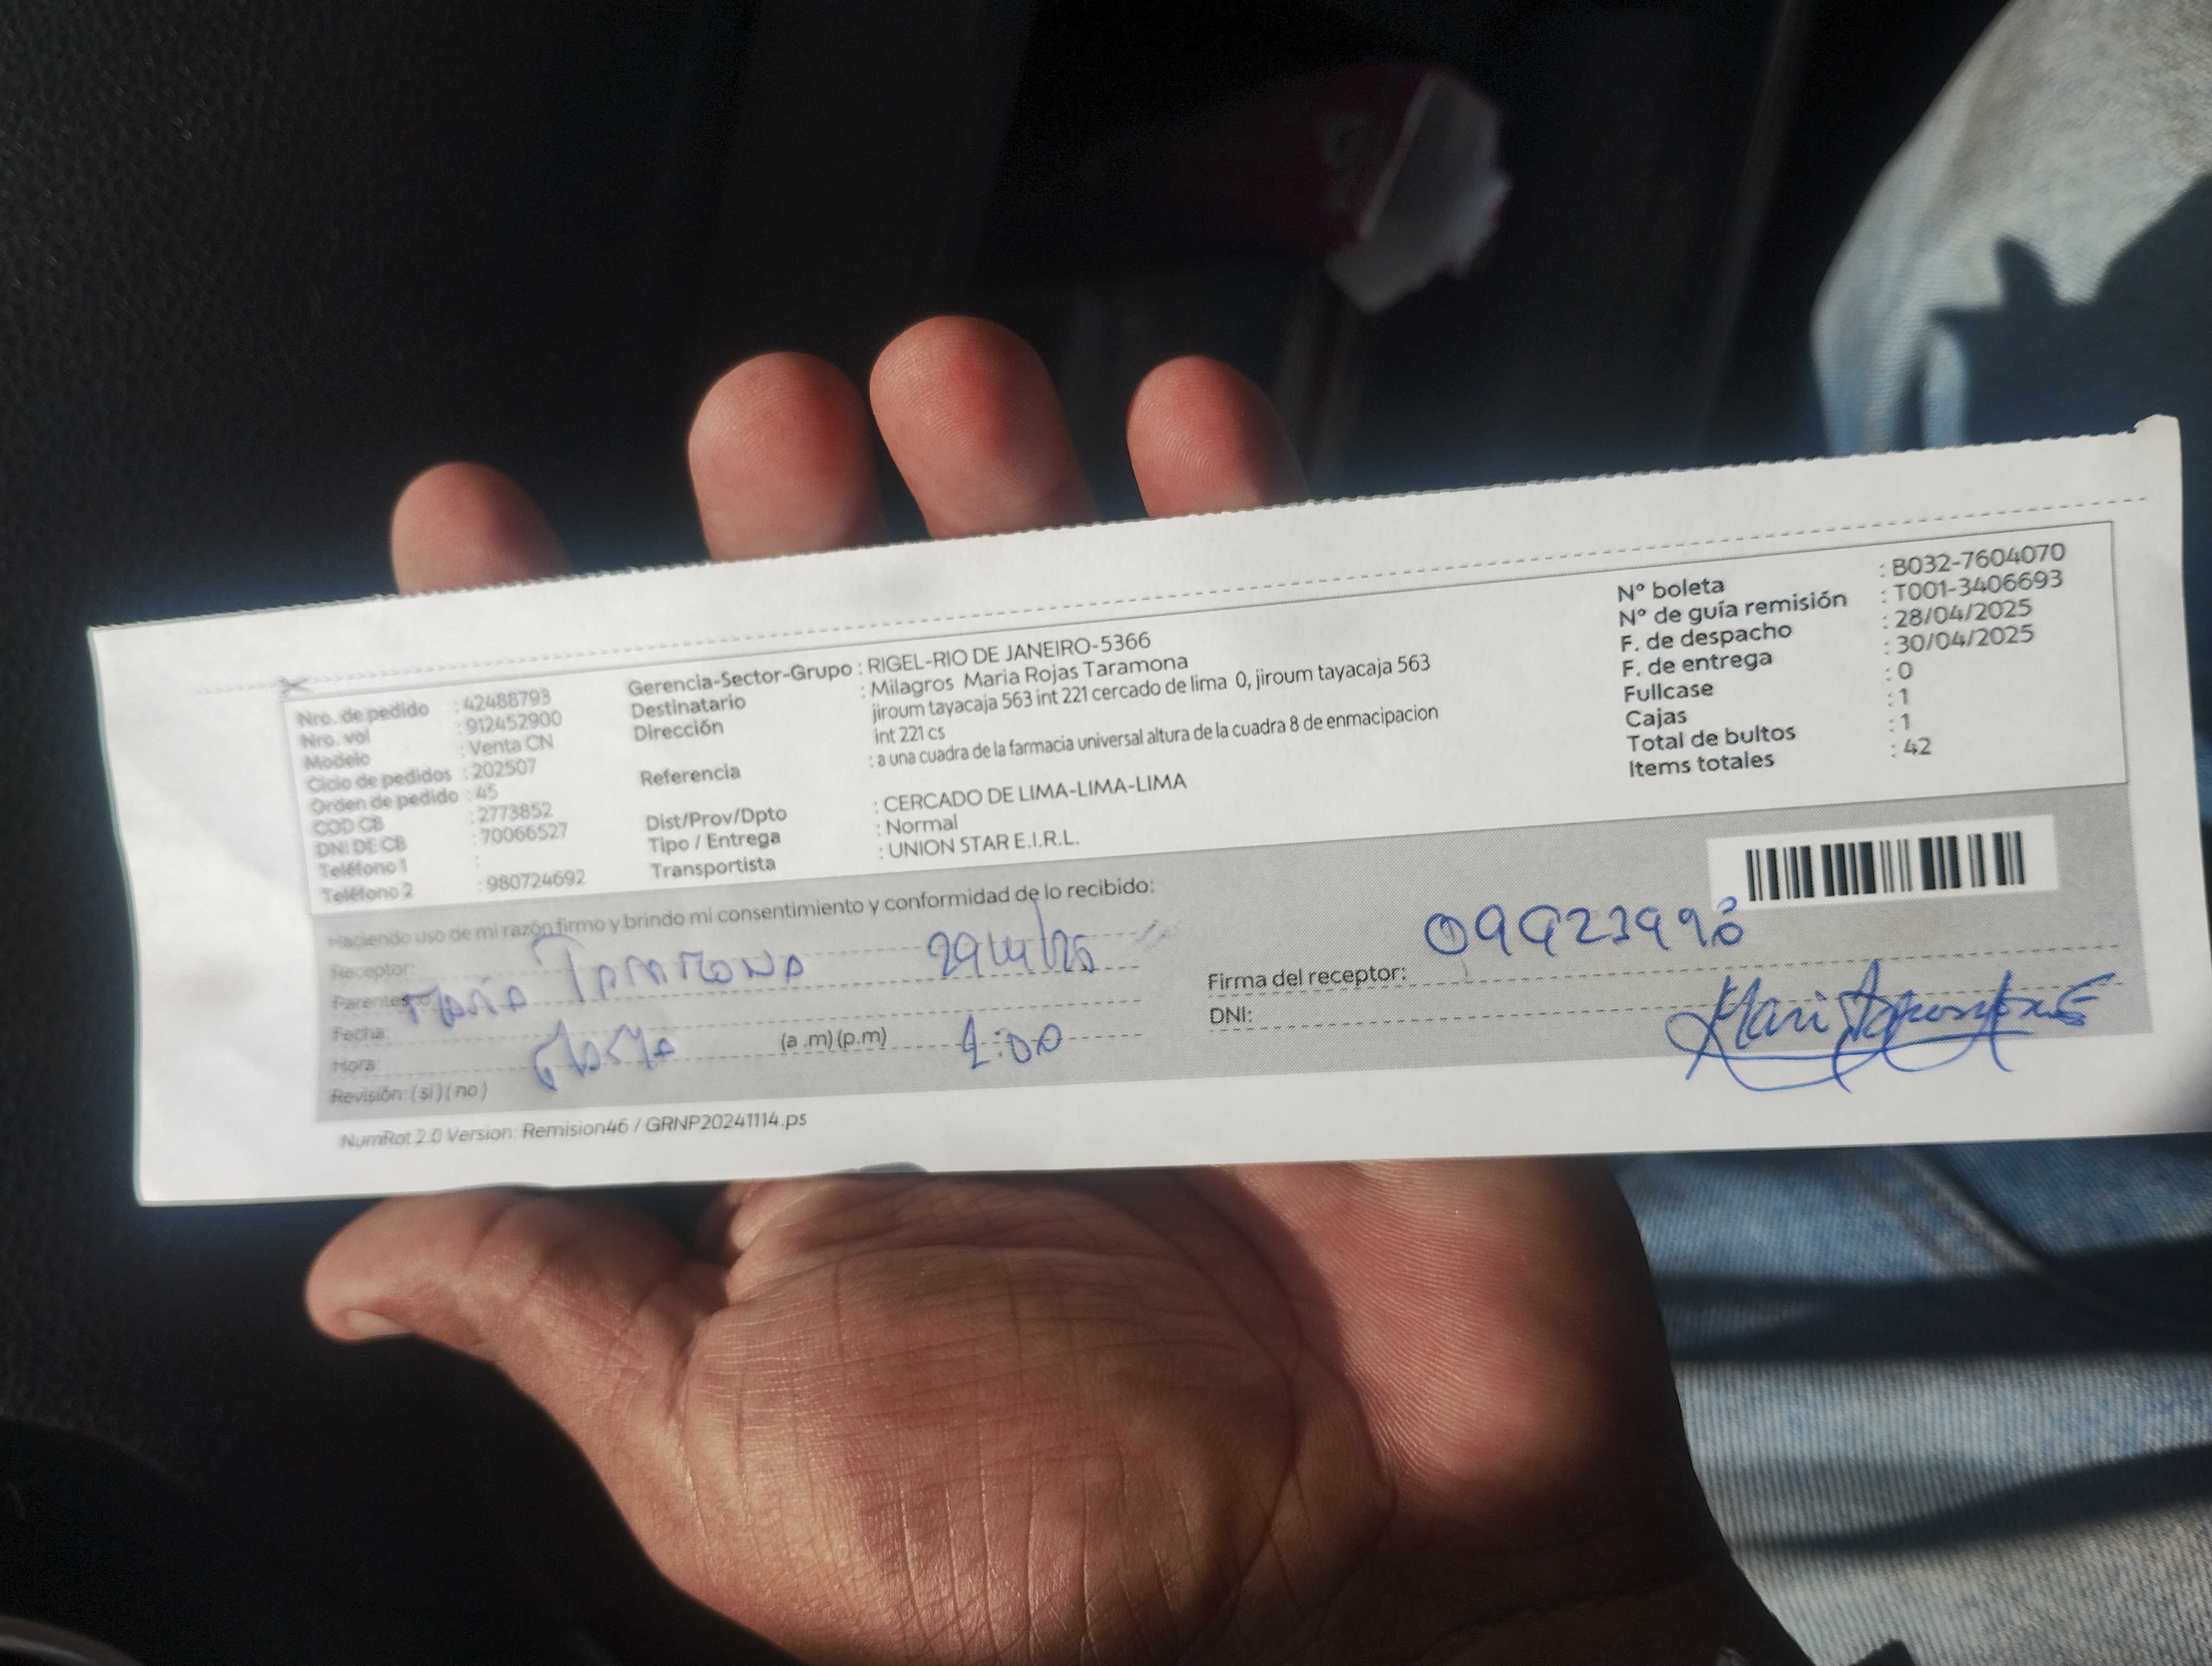 Nro. de pedido : 42488793
Nro. vol : 912452900
Modelo : Venta CN
Ciclo de pedidos : 202507
Orden de pedido : 45
COD CB : 2773852
DNI DE CB : 70066527
Teléfono 1 :
Teléfono 2 : 980724692
Gerencia-Sector-Grupo : RIGEL-RIO DE JANEIRO-5366
Destinatario : Milagros Maria Rojas Taramona
Dirección jiroum tayacaja 563 int 221 cercado de lima 0, jiroum tayacaja 563
int 221 cs
Referencia : a una cuadra de la farmacia universal altura de la cuadra 8 de enmacipacion
Dist/Prov/Dpto : CERCADO DE LIMA-LIMA-LIMA
Tipo / Entrega : Normal
Transportista : UNION STAR E.I.R.L.
N° boleta : B032-7604070
N° de guía remisión : T001-3406693
F. de despacho : 28/04/2025
F. de entrega : 30/04/2025
Fullcase : 0
Cajas : 1
Total de bultos : 1
Items totales : 42
Haciendo uso de mi razón firmo y brindo mi consentimiento y conformidad de lo recibido:
Receptor:
Parentesco:
María Taramona
Fecha:
Hora: (a .m) (p.m)
Revisión: (si) ( no )
Firma del receptor:
DNI:
NumRot 2.0 Version: Remision46 / GRNP20241114.ps